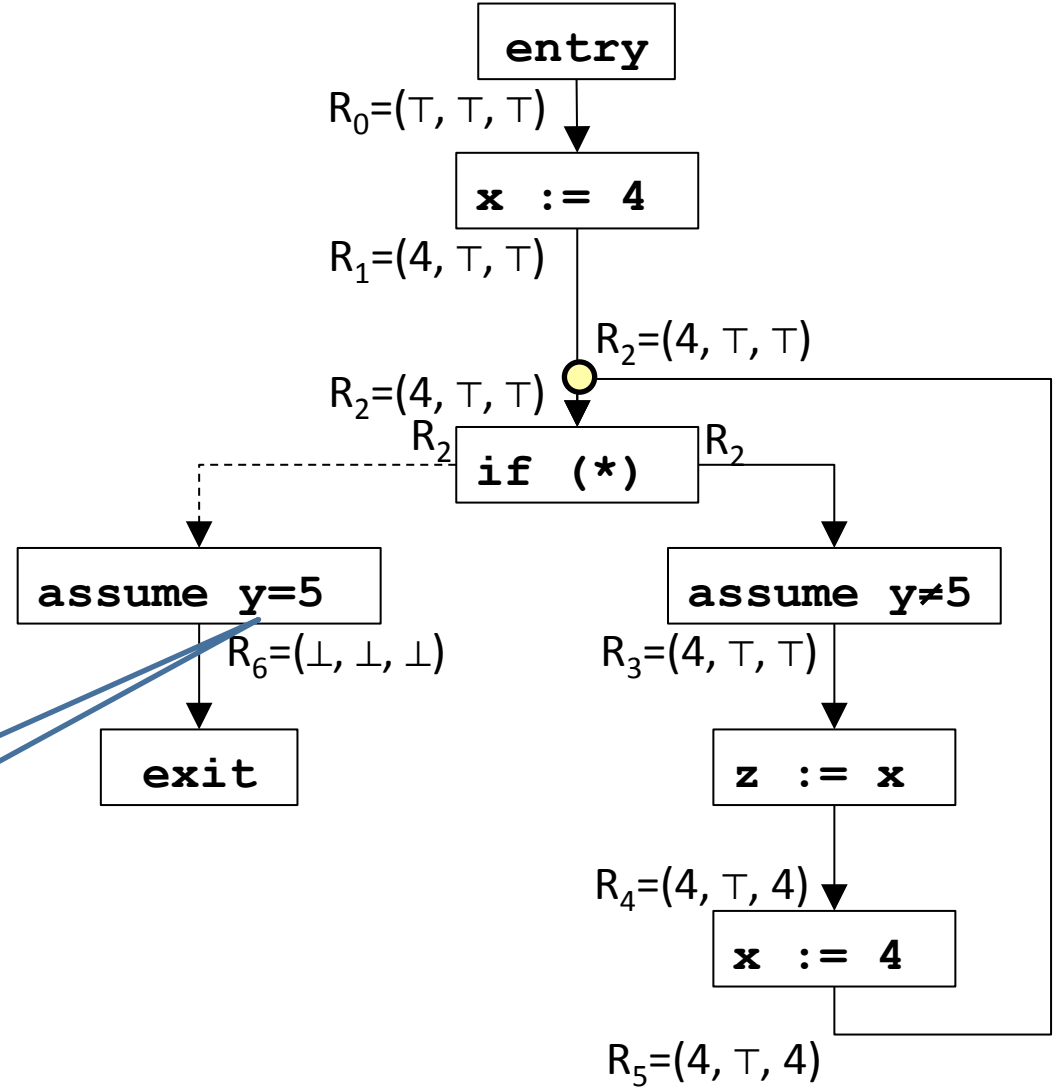 entry
R₀=(⊤, ⊤, ⊤)
x := 4
R₁=(4, ⊤, ⊤)
R₂=(4, ⊤, ⊤)
R₂=(4, ⊤, ⊤)
R₂
if (*)
R₂
assume y=5
assume y≠5
R₆=(⊥, ⊥, ⊥)
R₃=(4, ⊤, ⊤)
exit
z := x
R₄=(4, ⊤, 4)
x := 4
R₅=(4, ⊤, 4)